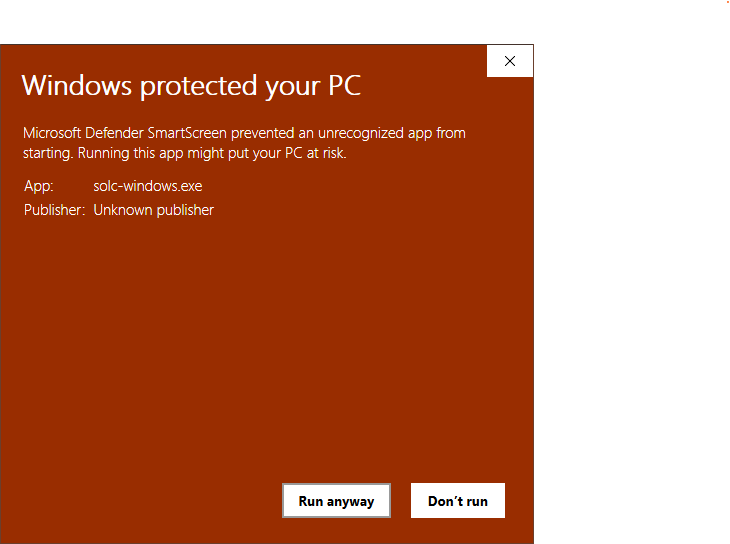 Windows protected your PC
Microsoft Defender SmartScreen prevented an unrecognized app from
starting. Running this app might put your PC at risk.
App: solc-windows.exe
Publisher: Unknown publisher
Run anyway Don't run